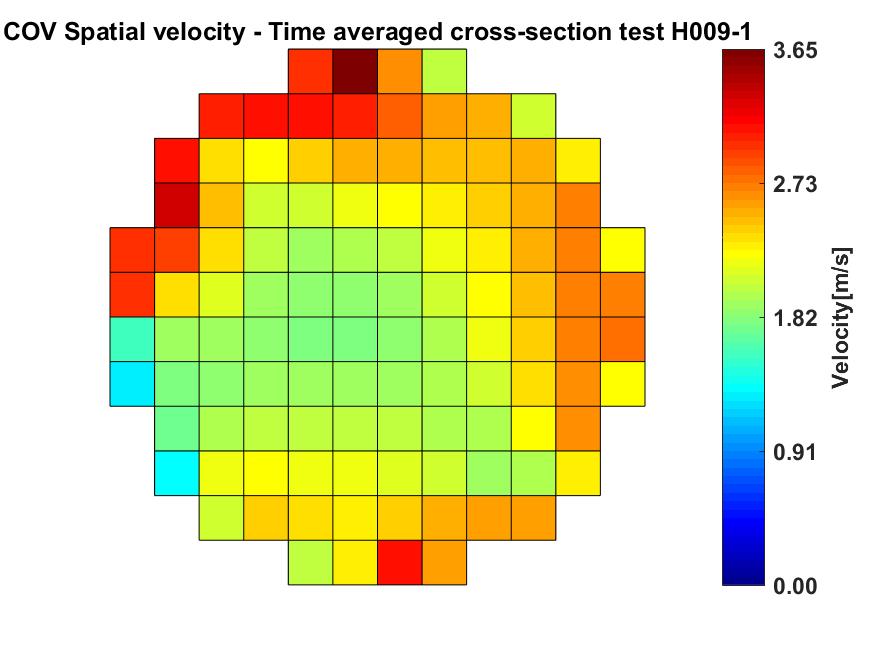 COV Spatial velocity - Time averaged cross-section test H009-1
3.65
2.73
1.82
0.91
0.00
Velocity[m/s]